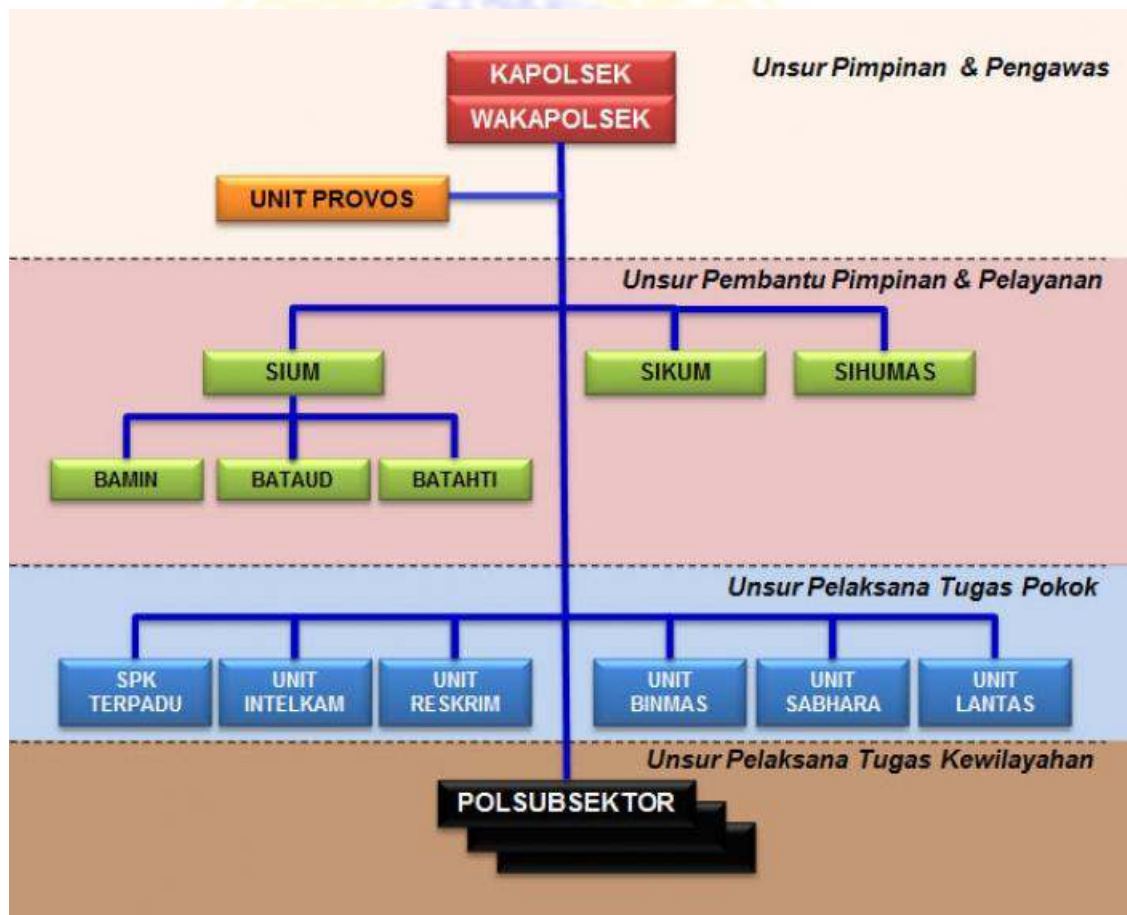 KAPOLSEK
WAKAPOLSEK
Unsur Pimpinan & Pengawas
UNIT PROVOS
Unsur Pembantu Pimpinan & Pelayanan
SIUM
SIKUM
SIHUMAS
BAMIN
BATAUD
BATAHTI
Unsur Pelaksana Tugas Pokok
SPK
TERPADU
UNIT
INTELKAM
UNIT
RESKRIM
UNIT
BINMAS
UNIT
SABHARA
UNIT
LANTAS
Unsur Pelaksana Tugas Kewilayahan
POLSUBSEKTOR